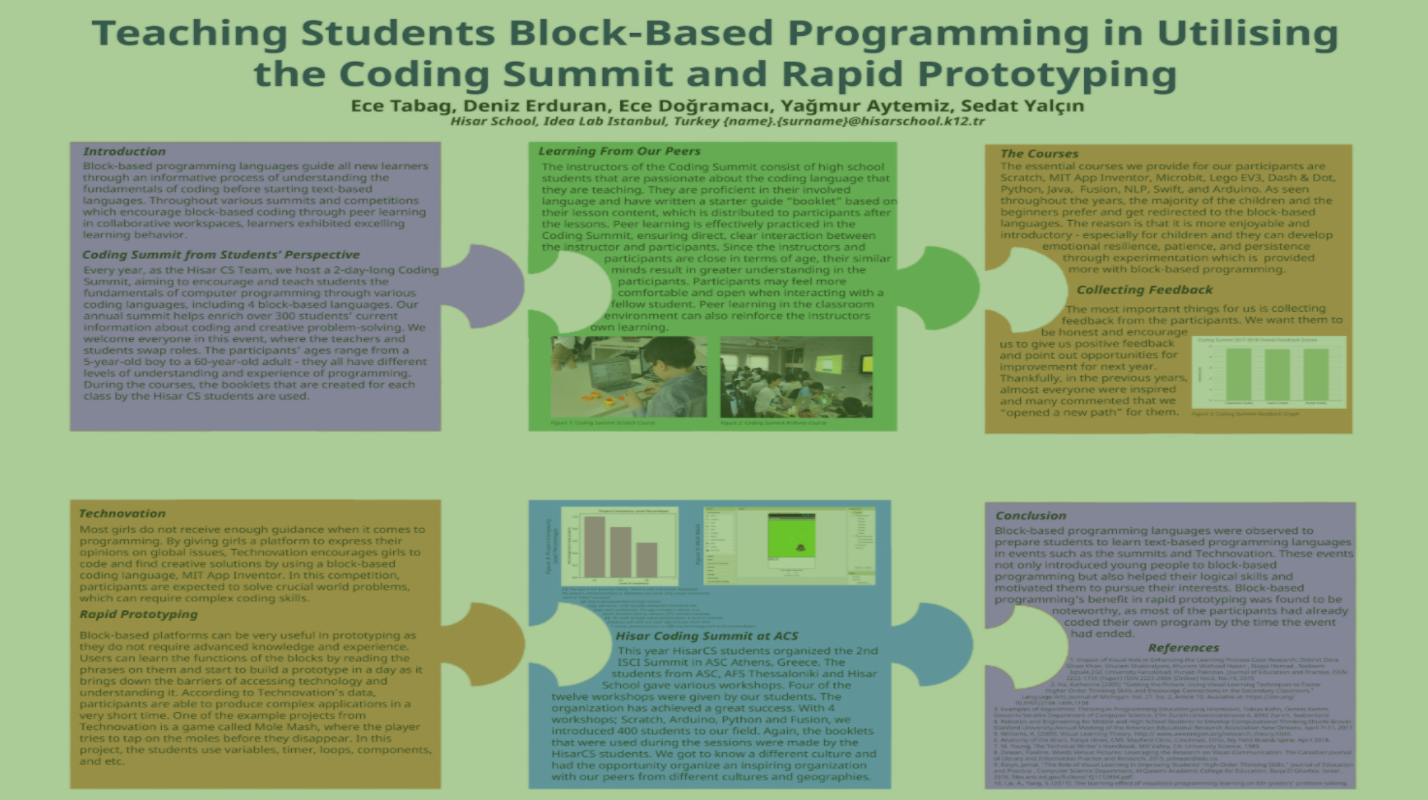 Teaching Students Block-Based Programming in Utilising
the Coding Summit and Rapid Prototyping
Ece Tabag, Deniz Erduran, Ece Doğramacı, Yağmur Aytemiz, Sedat Yalçın
Hisar School, Idea Lab Istanbul, Turkey {name}.{surname}@hisarschool.k12.tr
Introduction
Block-based programming languages guide all new learners
through an informative process of understanding the
fundamentals of coding before starting text-based
languages. Throughout various summits and competitions
which encourage block-based coding through peer learning
in collaborative workspaces, learners exhibited excelling
learning behavior.
Coding Summit from Students’ Perspective
Every year, as the Hisar CS Team, we host a 2-day-long Coding
Summit, aiming to encourage and teach students the
fundamentals of computer programming through various
coding languages, including 4 block-based languages. Our
annual summit helps enrich over 300 students’ current
information about coding and creative problem-solving. We
welcome everyone in this event, where the teachers and
students swap roles. The participants’ ages range from a
5-year-old boy to a 60-year-old adult - they all have different
levels of understanding and experience of programming.
During the courses, the booklets that are created for each
class by the Hisar CS students are used.
Learning From Our Peers
The instructors of the Coding Summit consist of high school
students that are passionate about the coding language that
they are teaching. They are proficient in their involved
language and have written a starter guide “booklet” based on
their lesson content, which is distributed to participants after
the lessons. Peer learning is effectively practiced in the
Coding Summit, ensuring direct, clear interaction between
the instructor and participants. Since the instructors and
participants are close in terms of age, their similar
minds result in greater understanding in the
participants. Participants may feel more
comfortable and open when interacting with a
fellow student. Peer learning in the classroom
environment can also reinforce the instructors
own learning.
Figure 1: Coding Summit Scratch Course
Figure 2: Coding Summit Arduino Course
The Courses
The essential courses we provide for our participants are
Scratch, MIT App Inventor, Microbit, Lego EV3, Dash & Dot,
Python, Java, Fusion, NLP, Swift, and Arduino. As seen
throughout the years, the majority of the children and the
beginners prefer and get redirected to the block-based
languages. The reason is that it is more enjoyable and
introductory - especially for children and they can develop
emotional resilience, patience, and persistence
through experimentation which is provided
more with block-based programming.
Collecting Feedback
The most important things for us is collecting
feedback from the participants. We want them to
be honest and encourage
us to give us positive feedback
and point out opportunities for
improvement for next year.
Thankfully, in the previous years,
almost everyone were inspired
and many commented that we
“opened a new path” for them.
Coding Summit 2017-2018 Overall Feedback Scores
Figure 3: Coding Summit Feedback Graph
Technovation
Most girls do not receive enough guidance when it comes to
programming. By giving girls a platform to express their
opinions on global issues, Technovation encourages girls to
code and find creative solutions by using a block-based
coding language, MIT App Inventor. In this competition,
participants are expected to solve crucial world problems,
which can require complex coding skills.
Rapid Prototyping
Block-based platforms can be very useful in prototyping as
they do not require advanced knowledge and experience.
Users can learn the functions of the blocks by reading the
phrases on them and start to build a prototype in a day as it
brings down the barriers of accessing technology and
understanding it. According to Technovation’s data,
participants are able to produce complex applications in a
very short time. One of the example projects from
Technovation is a game called Mole Mash, where the player
tries to tap on the moles before they disappear. In this
project, the students use variables, timer, loops, components,
and etc.
Hisar Coding Summit at ACS
This year HisarCS students organized the 2nd
ISCI Summit in ASC Athens, Greece. The
students from ASC, AFS Thessaloniki and Hisar
School gave various workshops. Four of the
twelve workshops were given by our students. The
organization has achieved a great success. With 4
workshops; Scratch, Arduino, Python and Fusion, we
introduced 400 students to our field. Again, the booklets
that were used during the sessions were made by the
HisarCS students. We got to know a different culture and
had the opportunity organize an inspiring organization
with our peers from different cultures and geographies.
Conclusion
Block-based programming languages were observed to
prepare students to learn text-based programming languages
in events such as the summits and Technovation. These events
not only introduced young people to block-based
programming but also helped their logical skills and
motivated them to pursue their interests. Block-based
programming’s benefit in rapid prototyping was found to be
noteworthy, as most of the participants had already
coded their own program by the time the event
had ended.
References